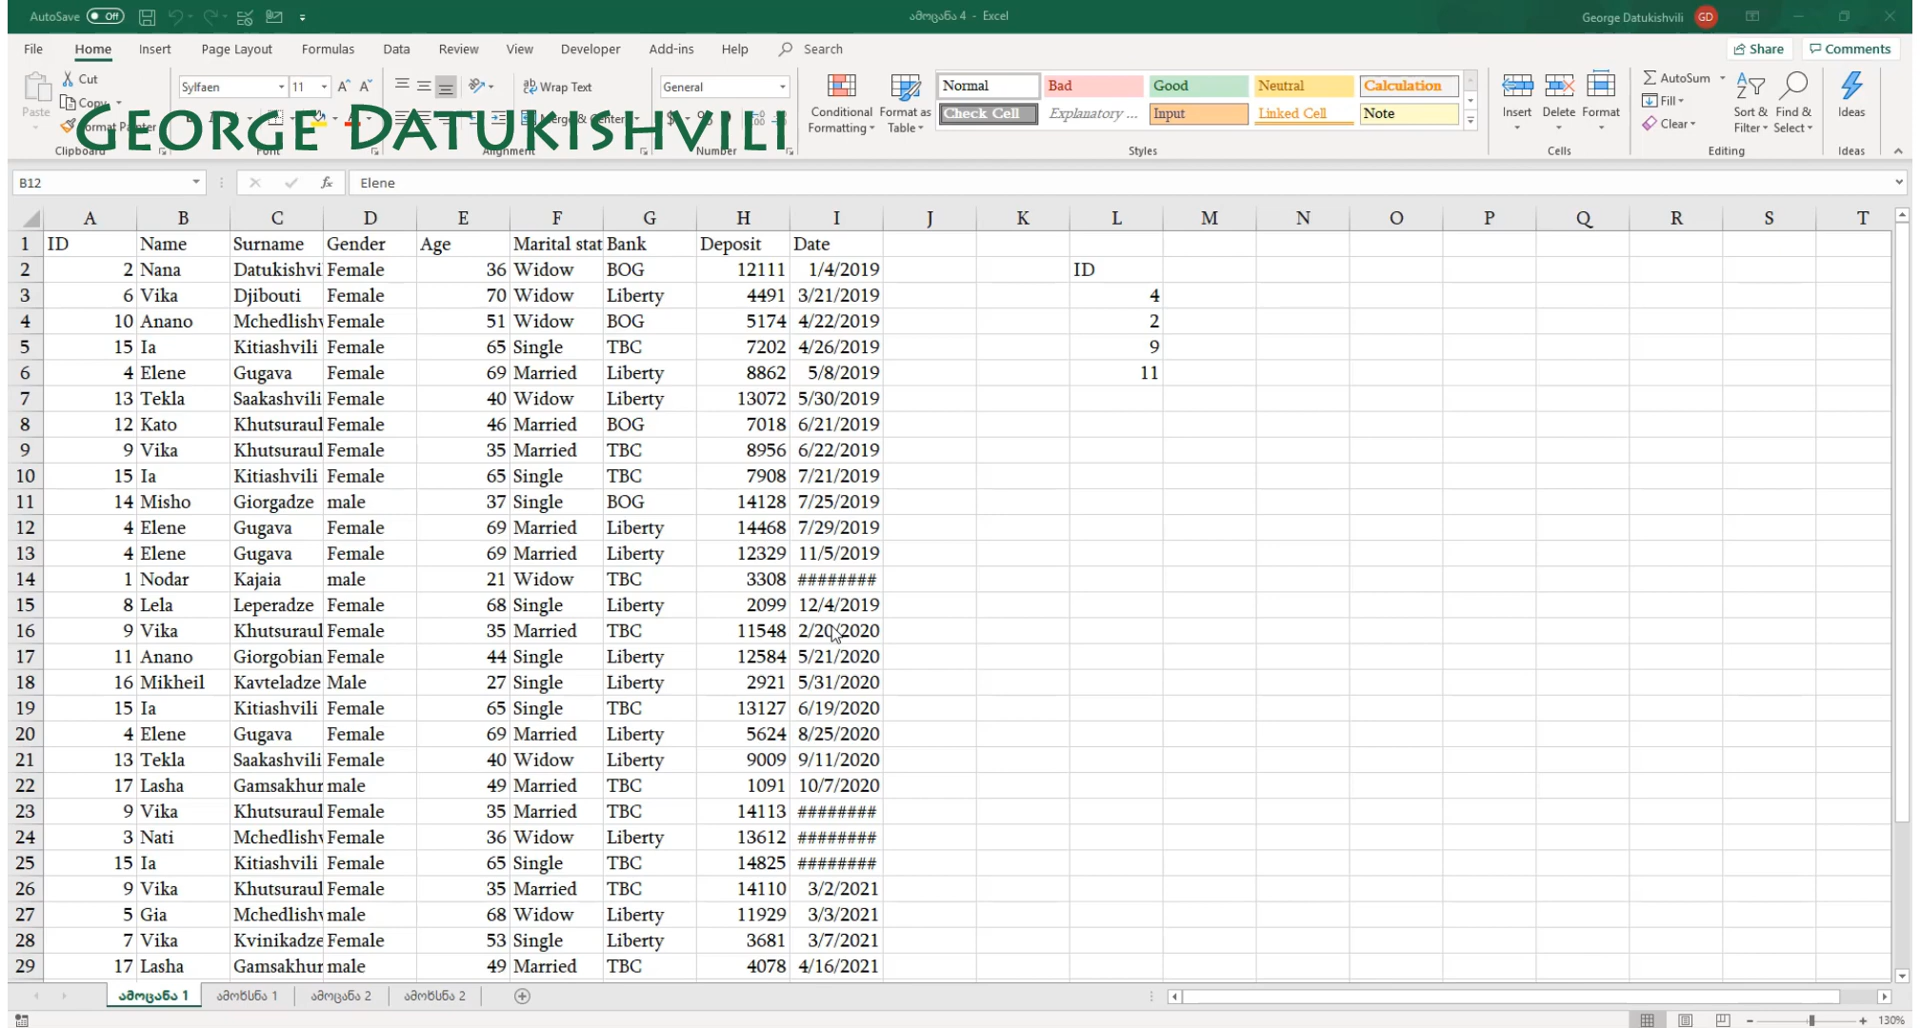 AutoSave Off ამოცანა 4 - Excel George Datukishvili GD
File Home Insert Page Layout Formulas Data Review View Developer Add-ins Help Search Share Comments
Paste Cut Copy Format Painter Clipboard
Sylfaen 11 Font
Wrap Text Merge & Center Alignment
General Number
GEORGE DATUKISHVILI
Conditional Formatting Format as Table
Normal Bad Good Neutral Calculation
Check Cell Explanatory ... Input Linked Cell Note
Styles
Insert Delete Format Cells
AutoSum Fill Clear Sort & Filter Find & Select Editing
Ideas Ideas
B12 fx Elene
A B C D E F G H I J K L M N O P Q R S T
1 ID Name Surname Gender Age Marital stat Bank Deposit Date
2 2 Nana Datukishvi Female 36 Widow BOG 12111 1/4/2019 ID
3 6 Vika Djibouti Female 70 Widow Liberty 4491 3/21/2019 4
4 10 Anano Mchedlishv Female 51 Widow BOG 5174 4/22/2019 2
5 15 Ia Kitiashvili Female 65 Single TBC 7202 4/26/2019 9
6 4 Elene Gugava Female 69 Married Liberty 8862 5/8/2019 11
7 13 Tekla Saakashvili Female 40 Widow Liberty 13072 5/30/2019
8 12 Kato Khutsuraul Female 46 Married BOG 7018 6/21/2019
9 9 Vika Khutsuraul Female 35 Married TBC 8956 6/22/2019
10 15 Ia Kitiashvili Female 65 Single TBC 7908 7/21/2019
11 14 Misho Giorgadze male 37 Single BOG 14128 7/25/2019
12 4 Elene Gugava Female 69 Married Liberty 14468 7/29/2019
13 4 Elene Gugava Female 69 Married Liberty 12329 11/5/2019
14 1 Nodar Kajaia male 21 Widow TBC 3308 ########
15 8 Lela Leperadze Female 68 Single Liberty 2099 12/4/2019
16 9 Vika Khutsuraul Female 35 Married TBC 11548 2/20/2020
17 11 Anano Giorgobian Female 44 Single Liberty 12584 5/21/2020
18 16 Mikheil Kavteladze Male 27 Single Liberty 2921 5/31/2020
19 15 Ia Kitiashvili Female 65 Single TBC 13127 6/19/2020
20 4 Elene Gugava Female 69 Married Liberty 5624 8/25/2020
21 13 Tekla Saakashvili Female 40 Widow Liberty 9009 9/11/2020
22 17 Lasha Gamsakhur male 49 Married TBC 1091 10/7/2020
23 9 Vika Khutsuraul Female 35 Married TBC 14113 ########
24 3 Nati Mchedlishv Female 36 Widow Liberty 13612 ########
25 15 Ia Kitiashvili Female 65 Single TBC 14825 ########
26 9 Vika Khutsuraul Female 35 Married TBC 14110 3/2/2021
27 5 Gia Mchedlishv male 68 Widow Liberty 11929 3/3/2021
28 7 Vika Kvinikadze Female 53 Single Liberty 3681 3/7/2021
29 17 Lasha Gamsakhur male 49 Married TBC 4078 4/16/2021
ამოცანა 1 ამოხსნა 1 ამოცანა 2 ამოხსნა 2
130%